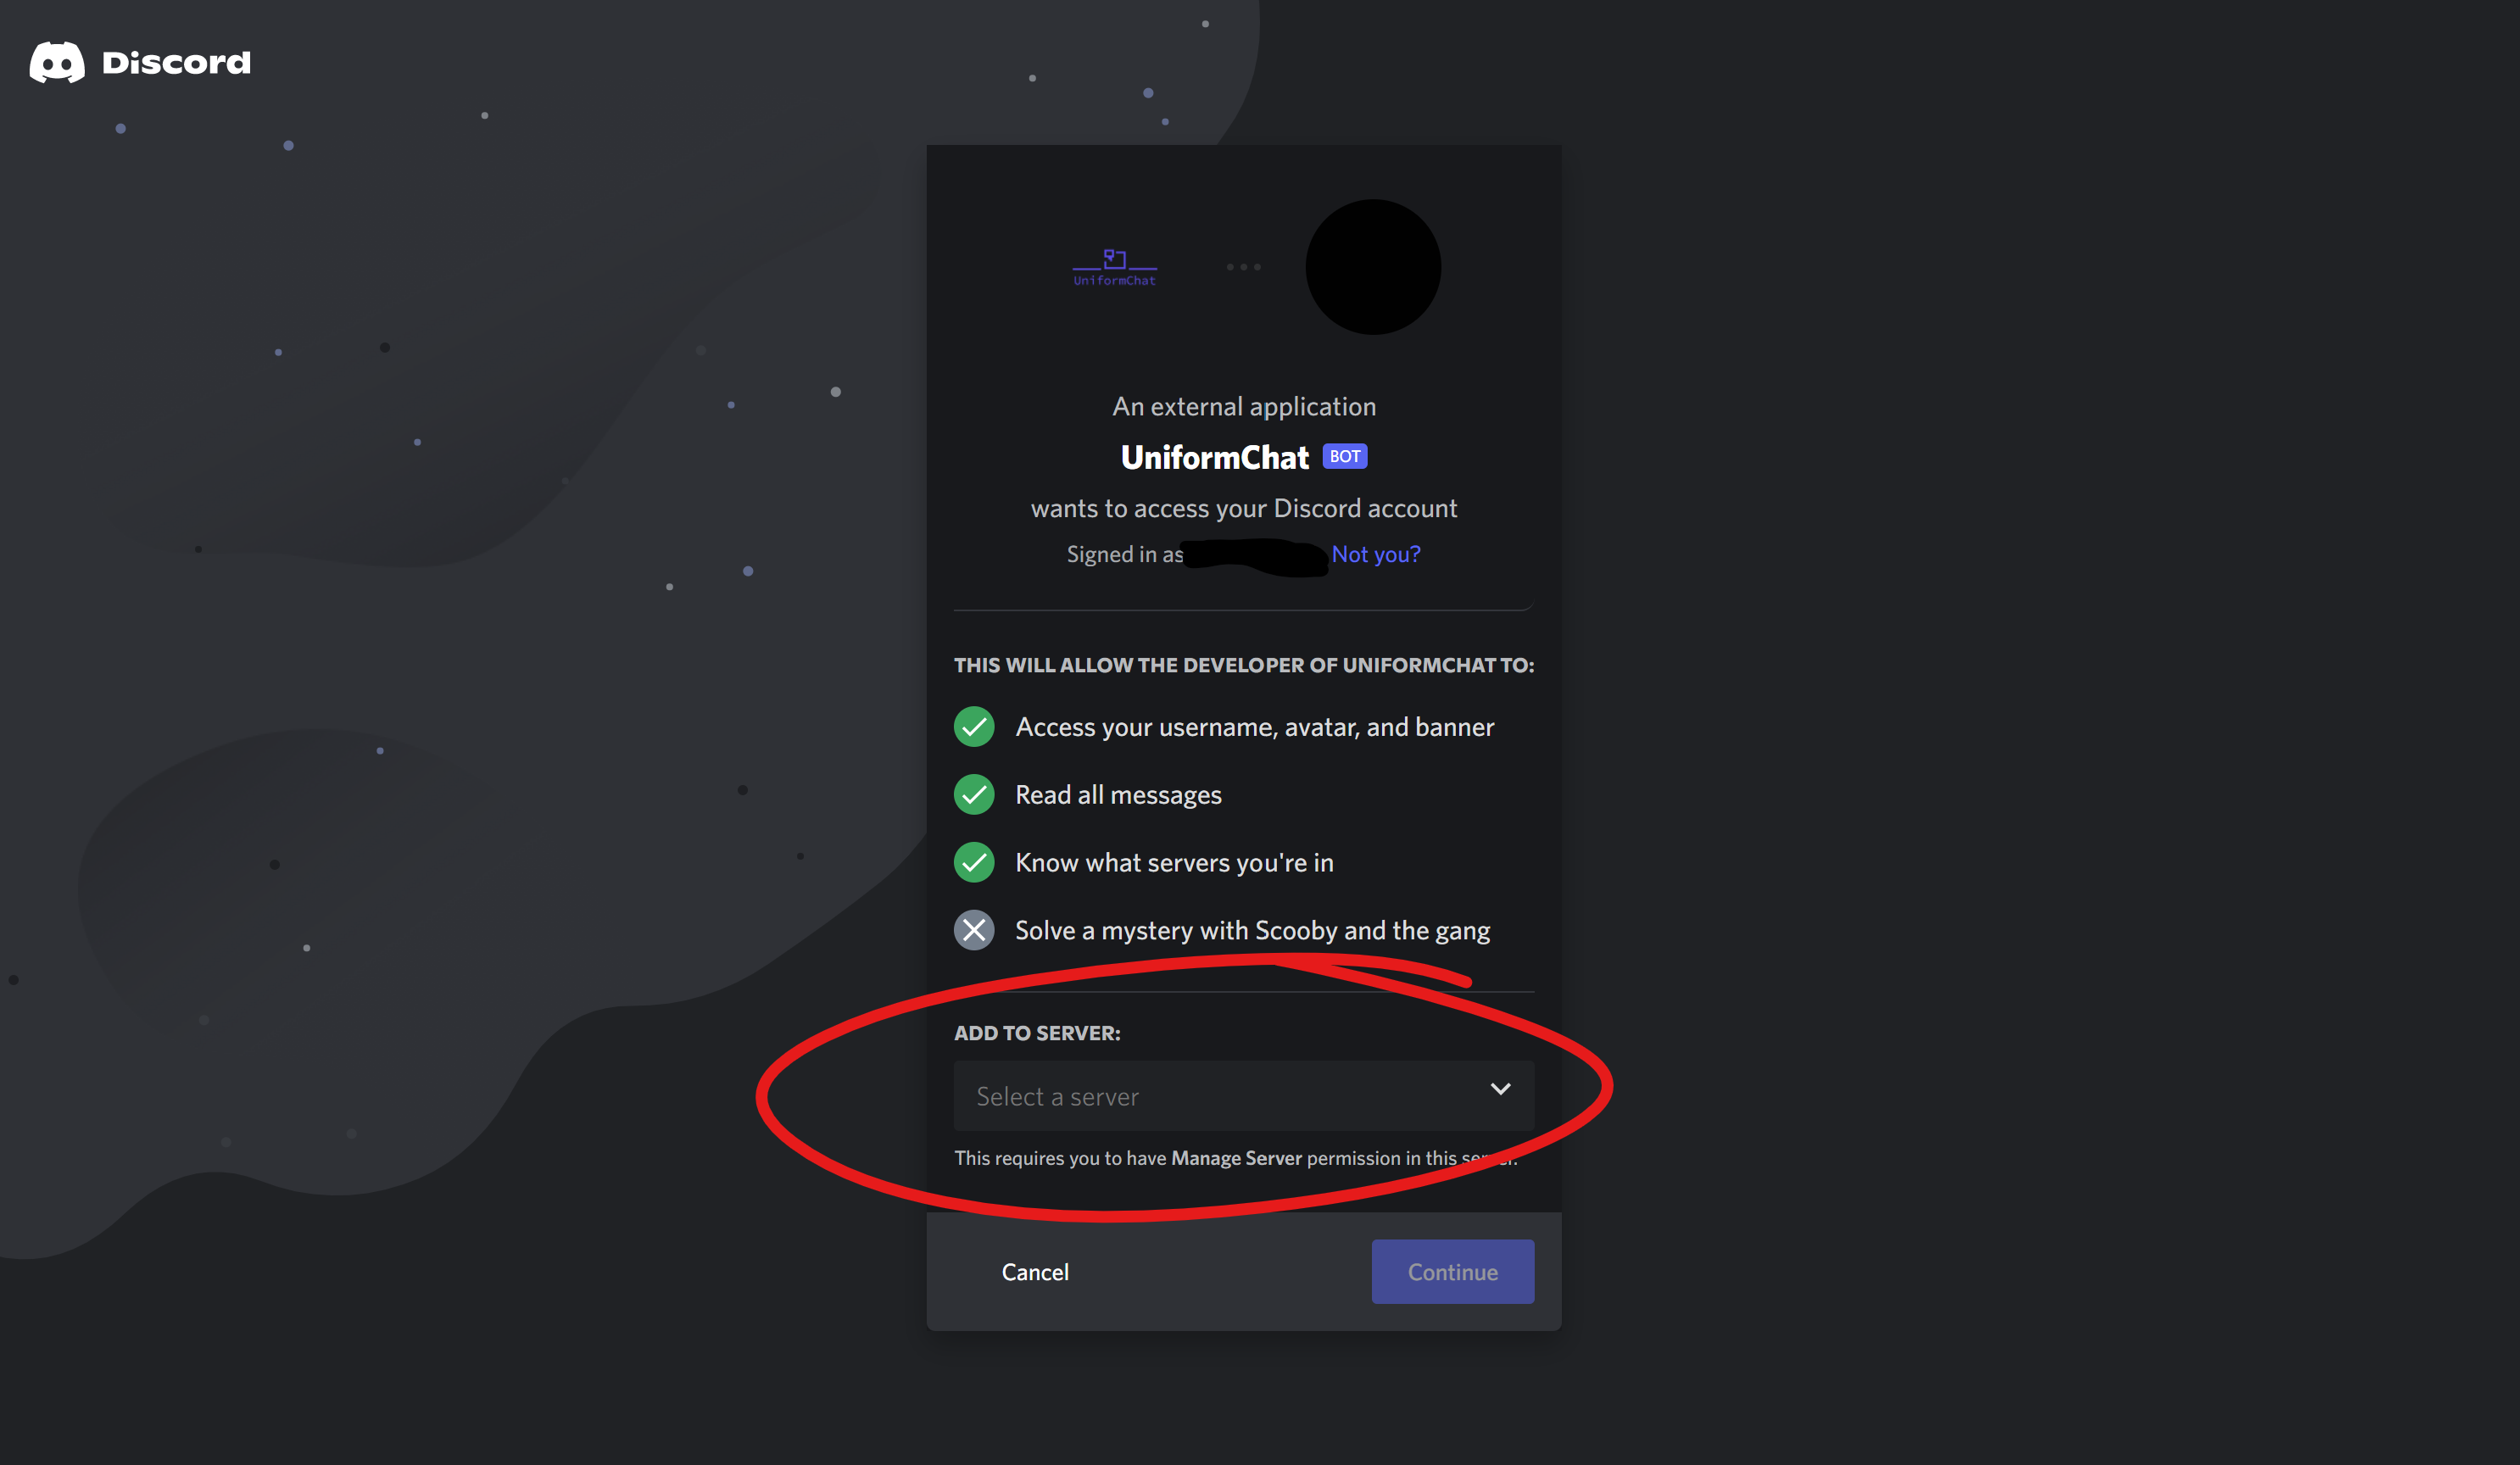 Discord
UniformChat
An external application
UniformChat BOT
wants to access your Discord account
Signed in as Not you?
THIS WILL ALLOW THE DEVELOPER OF UNIFORMCHAT TO:
Access your username, avatar, and banner
Read all messages
Know what servers you're in
Solve a mystery with Scooby and the gang
ADD TO SERVER:
Select a server
This requires you to have Manage Server permission in this server.
Cancel
Continue